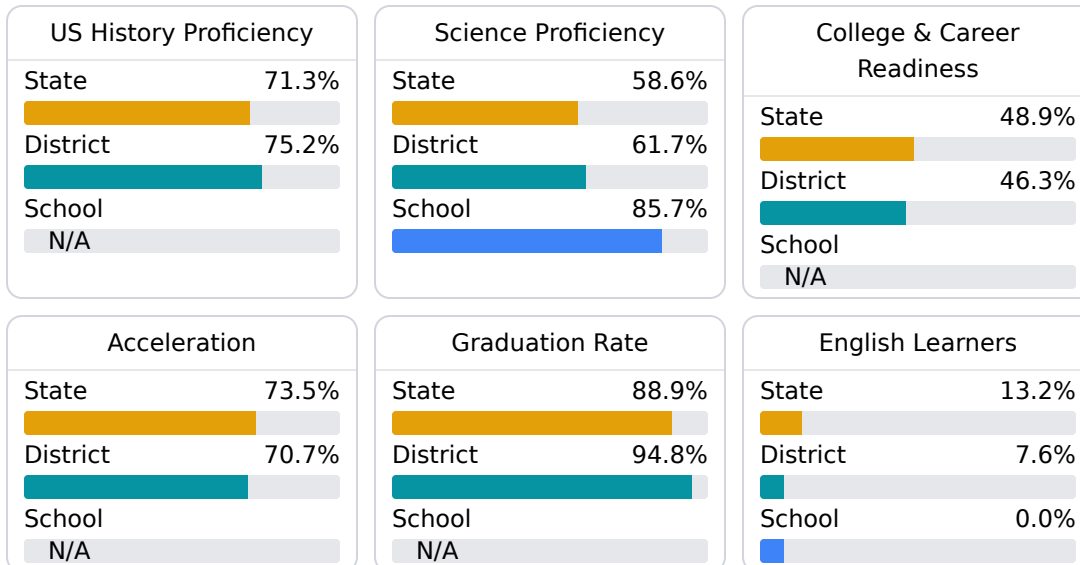 US History Proficiency
State 71.3%
District 75.2%
School
N/A
Science Proficiency
State 58.6%
District 61.7%
School 85.7%
College & Career
Readiness
State 48.9%
District 46.3%
School
N/A
Acceleration
State 73.5%
District 70.7%
School
N/A
Graduation Rate
State 88.9%
District 94.8%
School
N/A
English Learners
State 13.2%
District 7.6%
School 0.0%